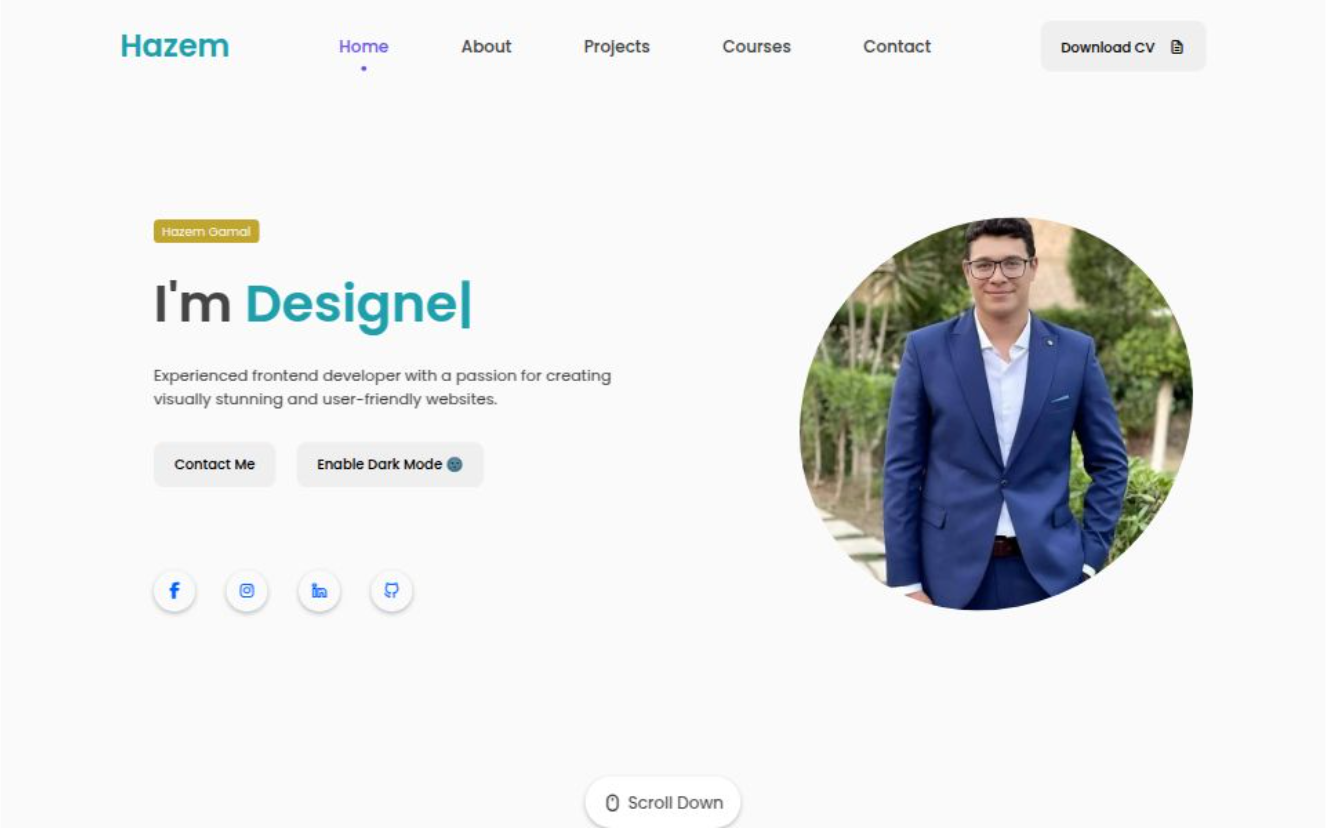 Hazem
Home
About
Projects
Courses
Contact
Download CV
Hazem Gamal
I'm Designe|
Experienced frontend developer with a passion for creating
visually stunning and user-friendly websites.
Contact Me
Enable Dark Mode 🌚
Scroll Down